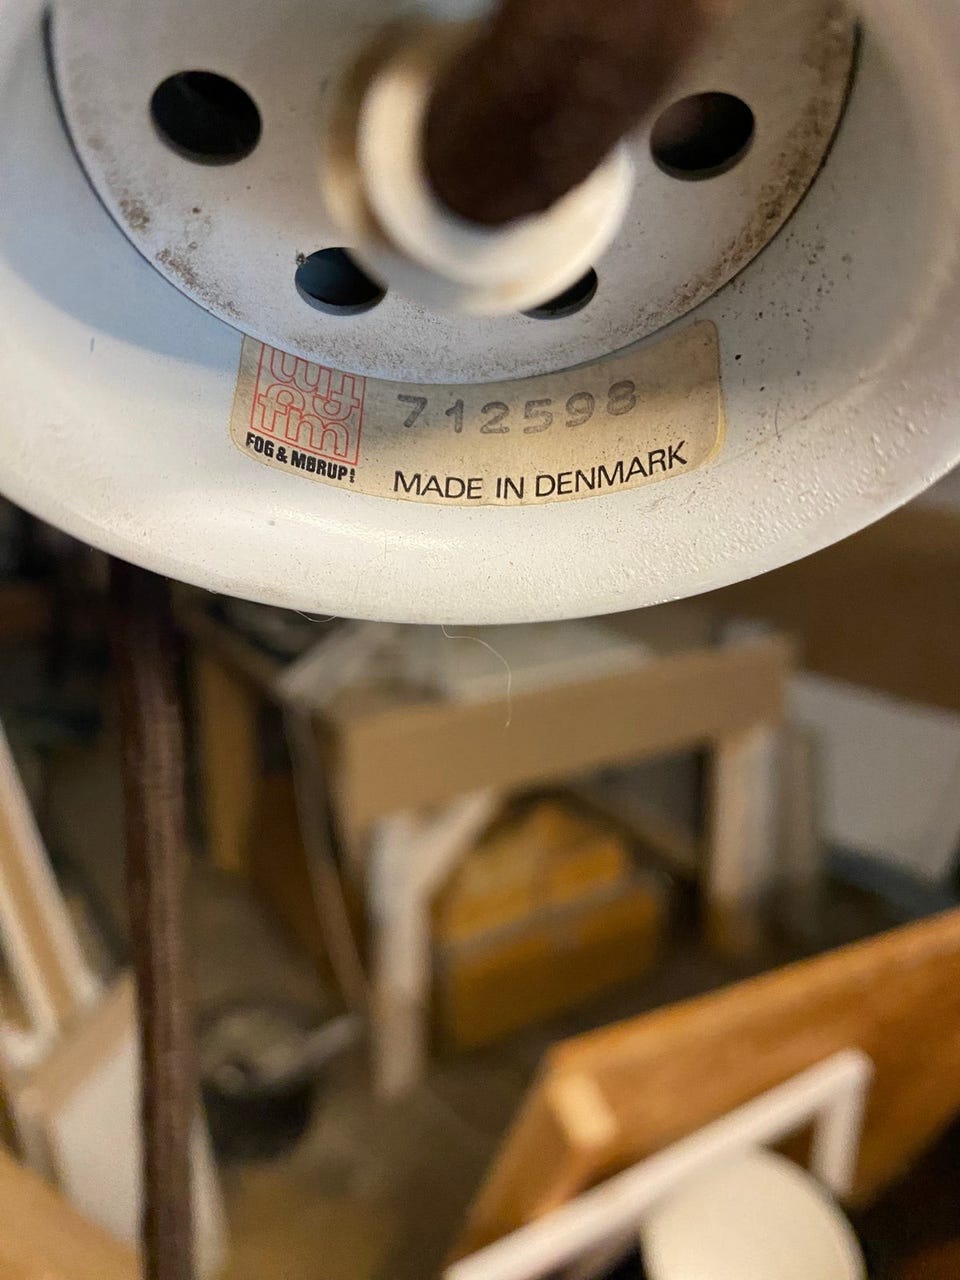 fm
712598
FOG & MØRUP
MADE IN DENMARK